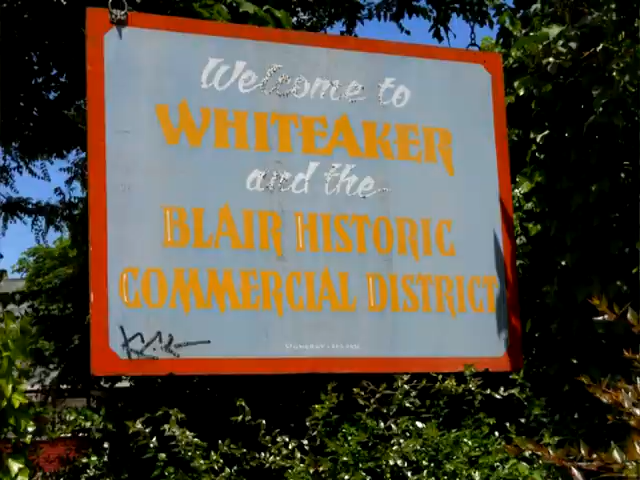 Welcome to
WHITEAKER
and the
BLAIR HISTORIC
COMMERCIAL DISTRICT